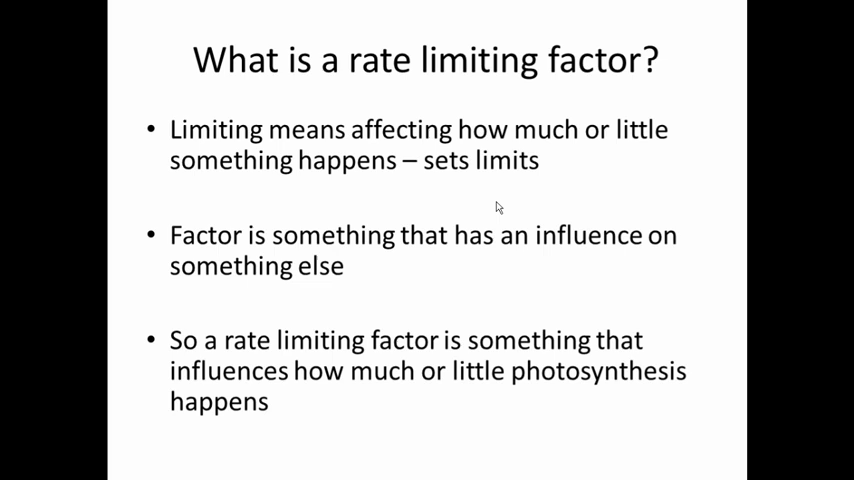 What is a rate limiting factor?
• Limiting means affecting how much or little
something happens – sets limits
• Factor is something that has an influence on
something else
• So a rate limiting factor is something that
influences how much or little photosynthesis
happens